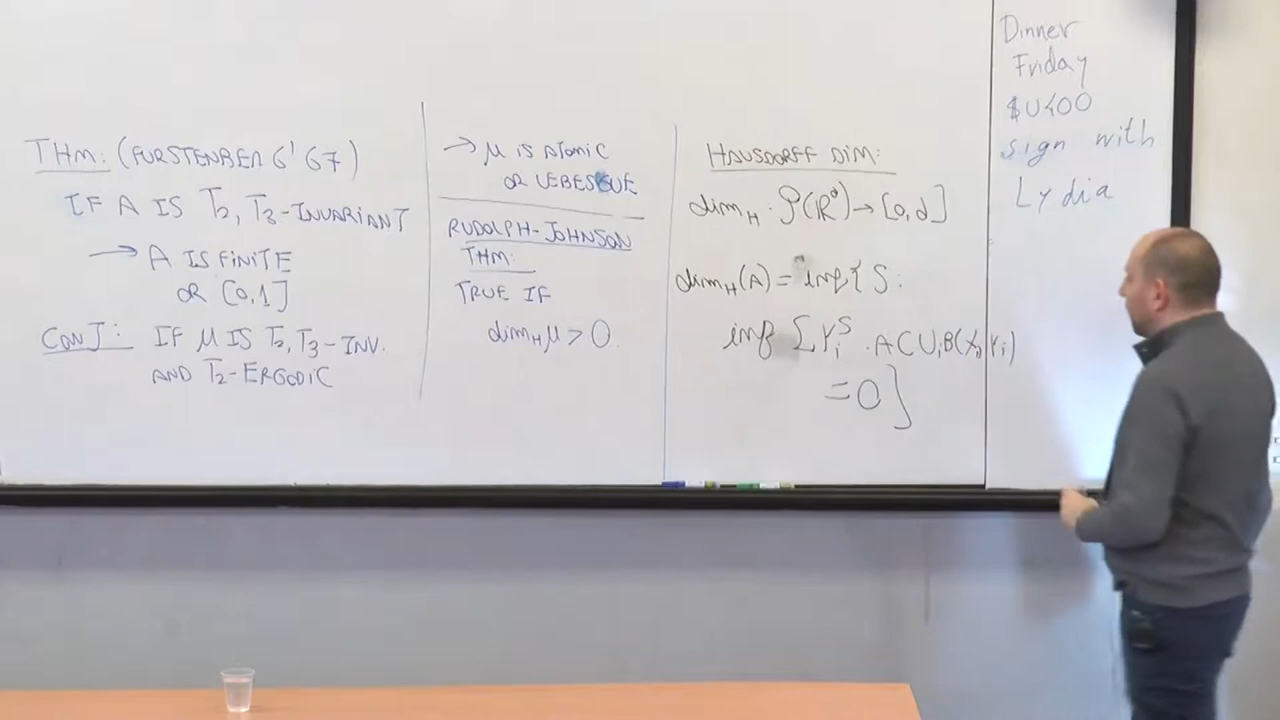 THM: (FURSTENBERG '67)
IF A IS T₂, T₃-INVARIANT
→ A IS FINITE
OR [0,1]
CONJ: IF μ IS T₂, T₃-INV.
AND T₂-ERGODIC
→ μ IS ATOMIC
OR LEBESGUE
RUDOLPH-JOHNSON
THM:
TRUE IF
dim_H μ > 0.
HAUSDORFF DIM:
dim_H : P(ℝᵈ) → [0,d]
dim_H(A) = inf{ S:
inf Σ r_i^S : A ⊂ ∪_i B(x_i, r_i)
= 0}
Dinner
Friday
$U400
sign with
Lydia